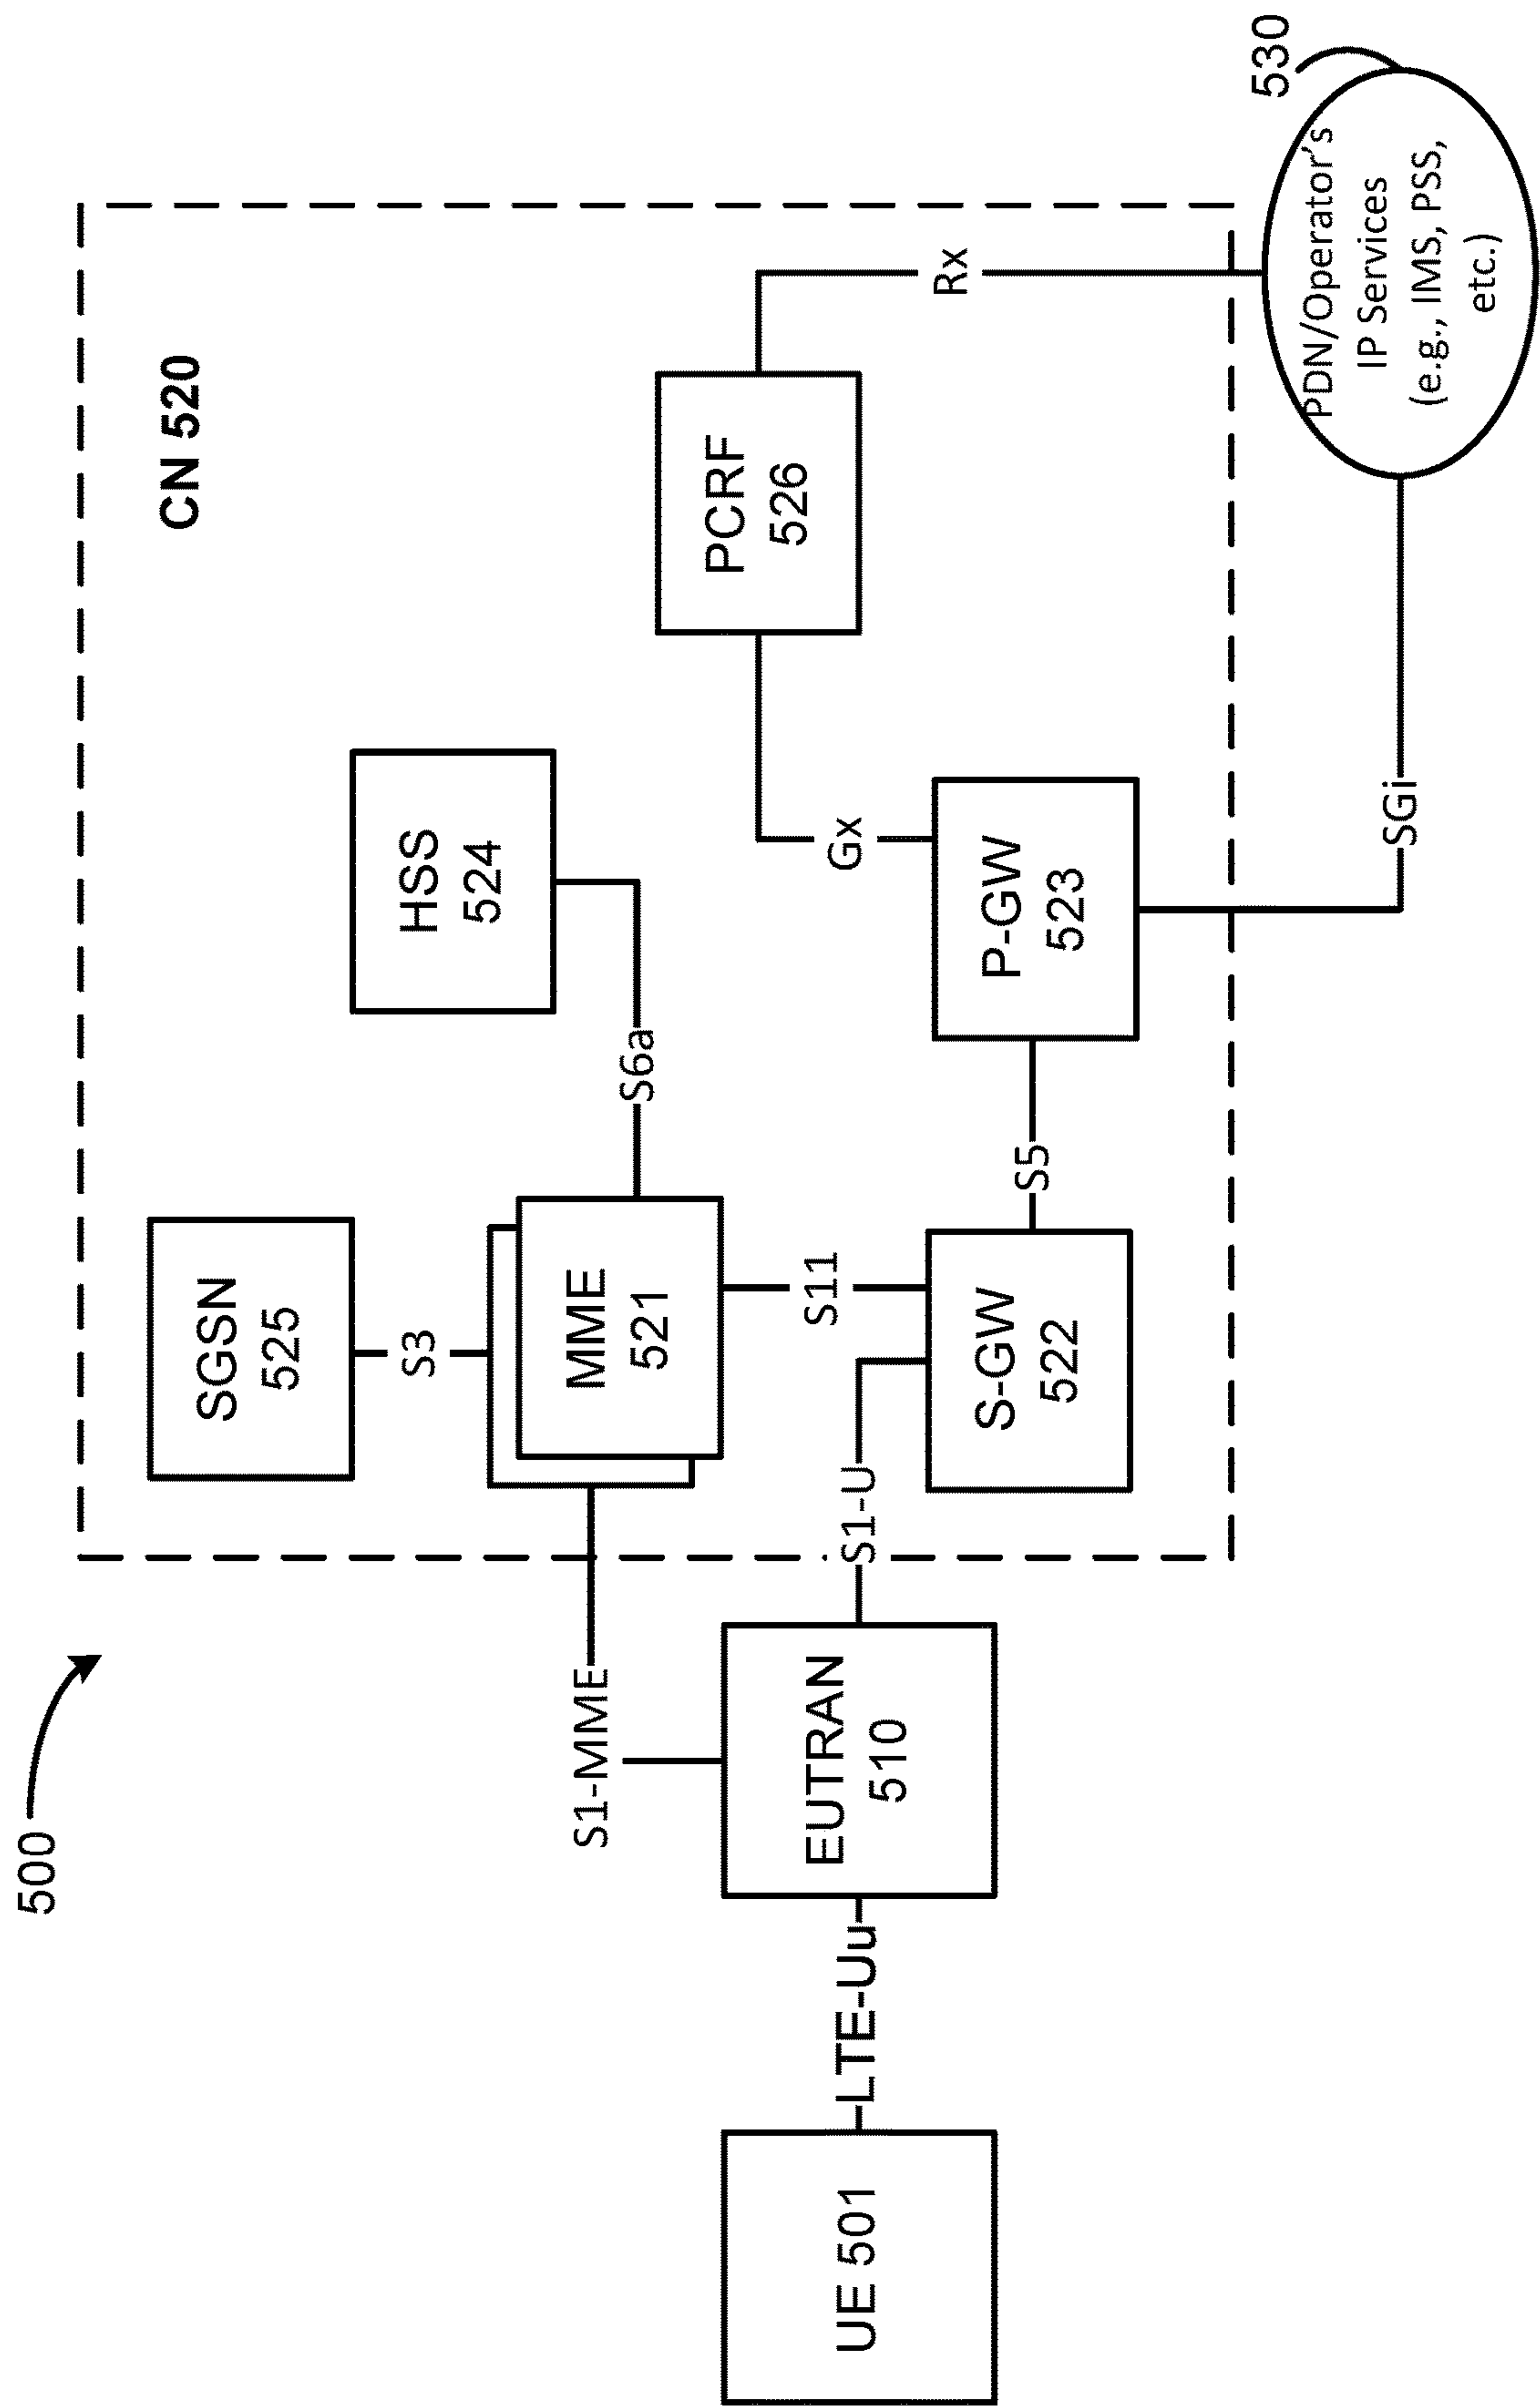 500
CN 520
SGSN
525
S3
HSS
524
S1-MME
MME
521
S6a
S11
PCRF
526
Rx
Gx
UE 501
LTE-Uu
EUTRAN
510
S1-U
S-GW
522
S5
P-GW
523
SGi
530
PDN/Operator's
IP Services
(e.g., IMS, PSS,
etc.)